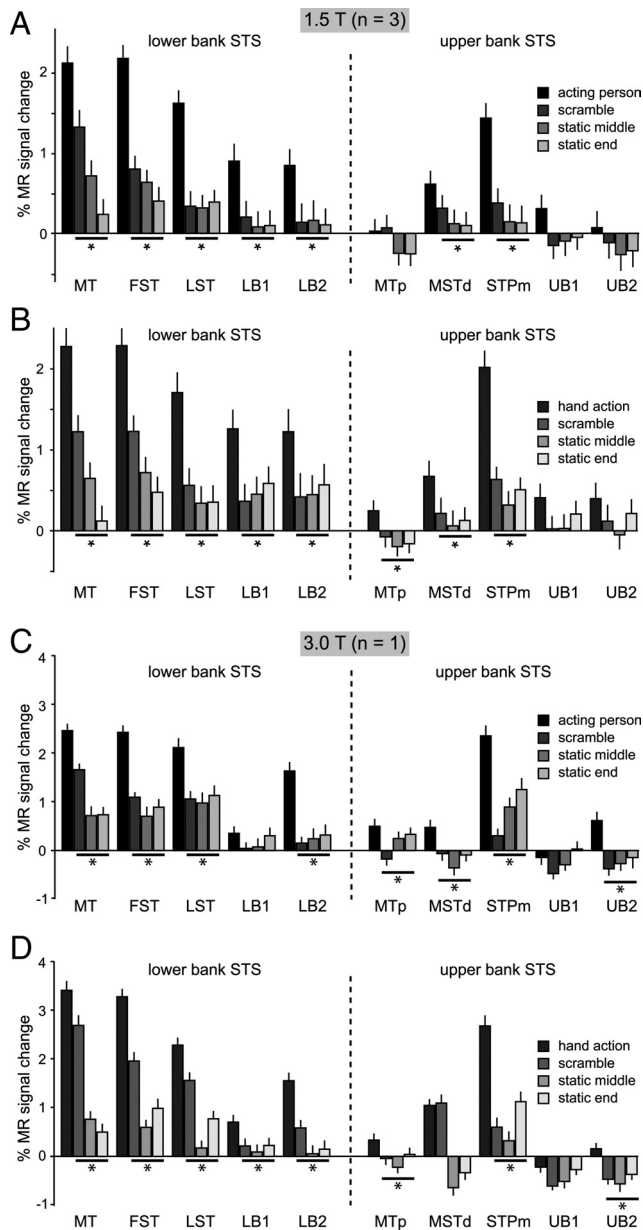 A
1.5 T (n = 3)
lower bank STS
upper bank STS
% MR signal change
2
1
0
acting person
scramble
static middle
static end
* * * * * * *
MT FST LST LB1 LB2 MTp MSTd STPm UB1 UB2
B
lower bank STS
upper bank STS
% MR signal change
2
1
0
hand action
scramble
static middle
static end
* * * * * * * *
MT FST LST LB1 LB2 MTp MSTd STPm UB1 UB2
C
3.0 T (n = 1)
lower bank STS
upper bank STS
% MR signal change
4
3
2
1
0
-1
acting person
scramble
static middle
static end
* * * * * * * *
MT FST LST LB1 LB2 MTp MSTd STPm UB1 UB2
D
lower bank STS
upper bank STS
% MR signal change
4
3
2
1
0
-1
hand action
scramble
static middle
static end
* * * * * * * *
MT FST LST LB1 LB2 MTp MSTd STPm UB1 UB2